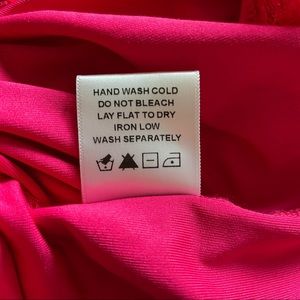 HAND WASH COLD
DO NOT BLEACH
LAY FLAT TO DRY
IRON LOW
WASH SEPARATELY